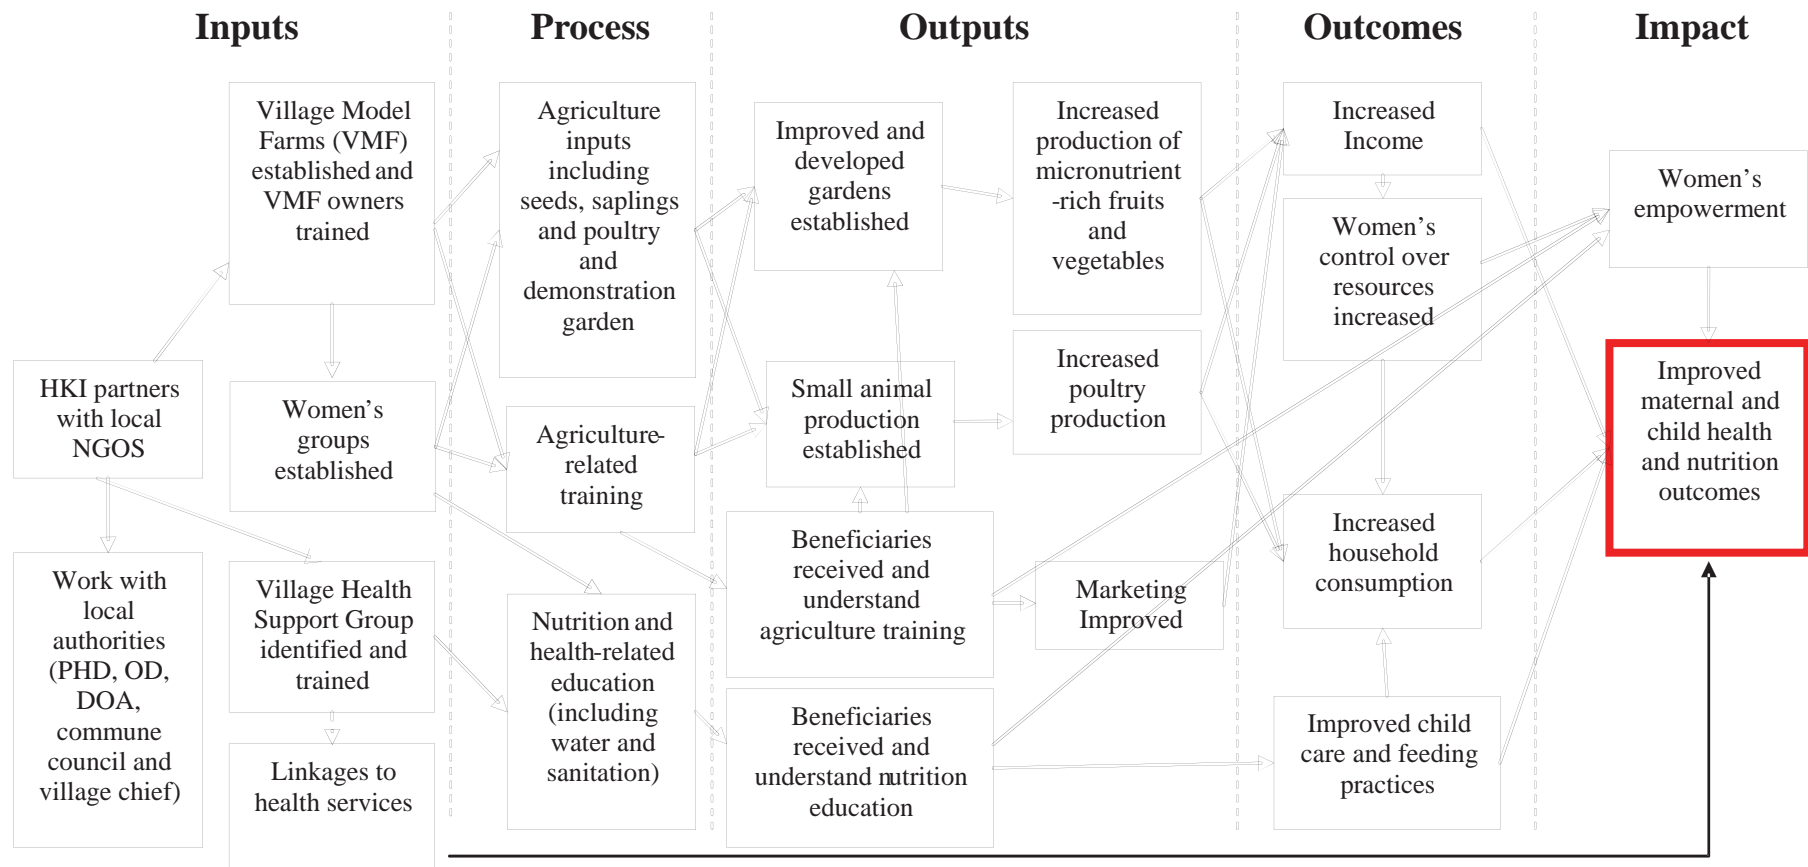 Inputs
Process
Outputs
Outcomes
Impact
Village Model
Farms (VMF)
established and
VMF owners
trained
HKI partners
with local
NGOS
Women's
groups
established
Work with
local
authorities
(PHD, OD,
DOA,
commune
council and
village chief)
Village Health
Support Group
identified and
trained
Linkages to
health services
Agriculture
inputs
including
seeds, saplings
and poultry
and
demonstration
garden
Agriculture-
related
training
Nutrition and
health-related
education
(including
water and
sanitation)
Improved and
developed
gardens
established
Small animal
production
established
Beneficiaries
received and
understand
agriculture training
Beneficiaries
received and
understand nutrition
education
Increased
production of
micronutrient
-rich fruits
and
vegetables
Increased
poultry
production
Marketing
Improved
Increased
Income
Women's
control over
resources
increased
Increased
household
consumption
Improved child
care and feeding
practices
Women's
empowerment
Improved
maternal and
child health
and nutrition
outcomes